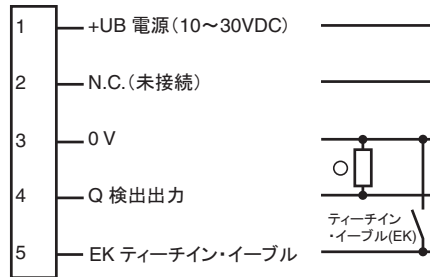 1 +UB 電源(10～30VDC)
2 N.C.(未接続)
3 0 V
4 Q 検出出力
ティーチイン
・イーブル(EK)
5 EK ティーチイン・イーブル